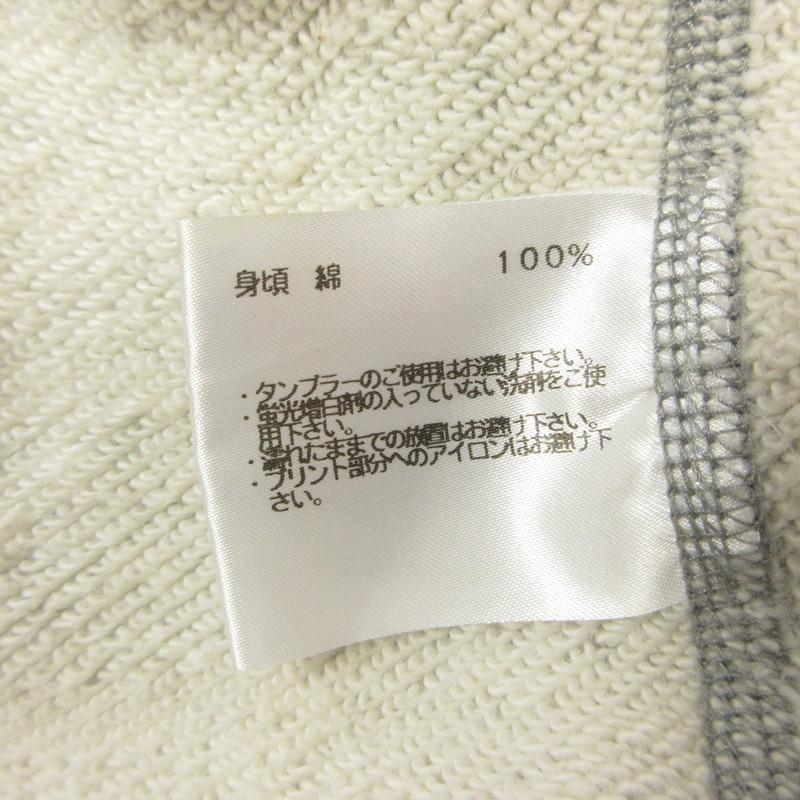 身頃 綿 100%
・タンブラーのご使用はお避け下さい。
・蛍光増白剤の入っていない洗剤をご使
用下さい。
・濡れたままでの放置はお避け下さい。
・プリント部分へのアイロンはお避け下
さい。